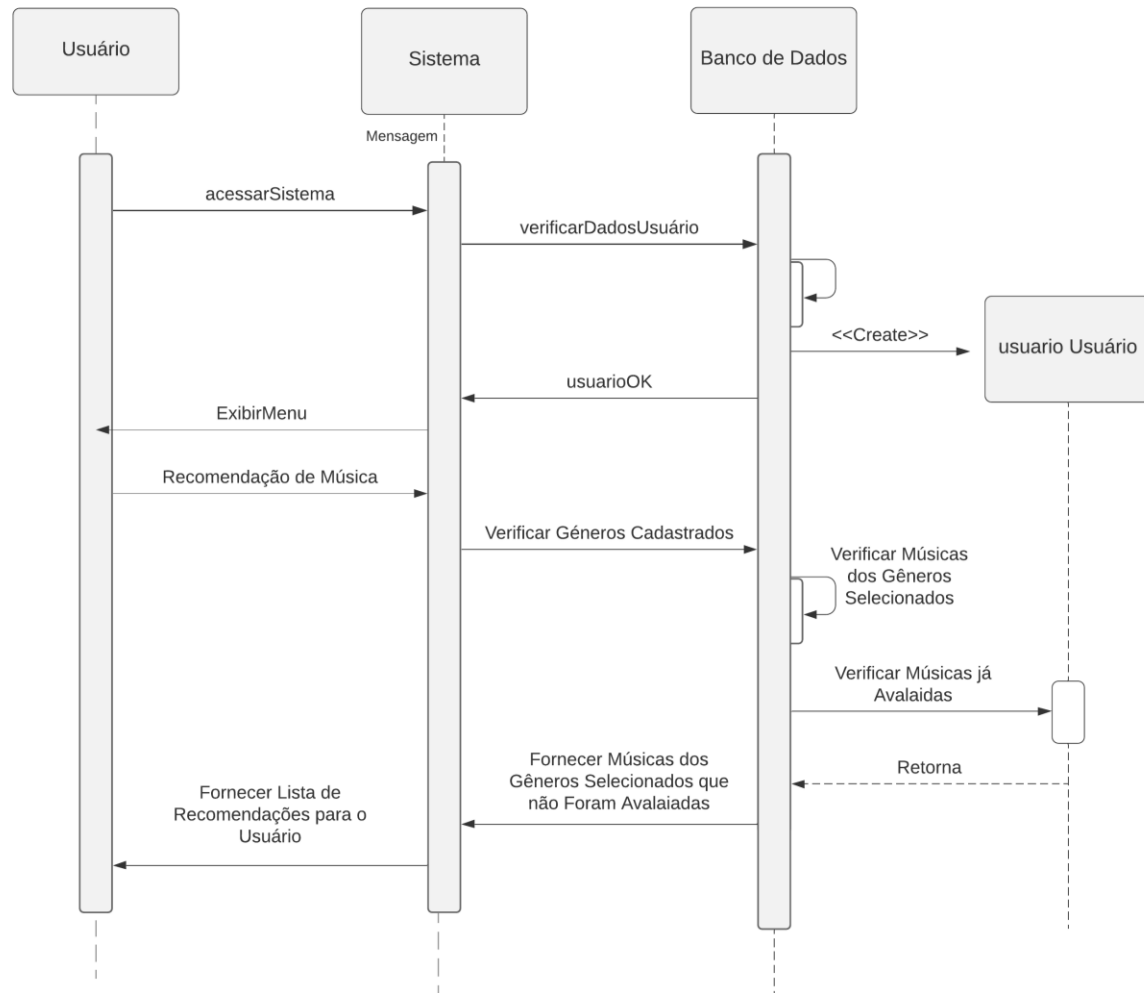 Usuário
Sistema
Banco de Dados
Mensagem
acessarSistema
verificarDadosUsuário
<<Create>>
usuario Usuário
usuarioOK
ExibirMenu
Recomendação de Música
Verificar Géneros Cadastrados
Verificar Músicas
dos Gêneros
Selecionados
Verificar Músicas já
Avalaidas
Retorna
Fornecer Músicas dos
Gêneros Selecionados que
não Foram Avalaiadas
Fornecer Lista de
Recomendações para o
Usuário